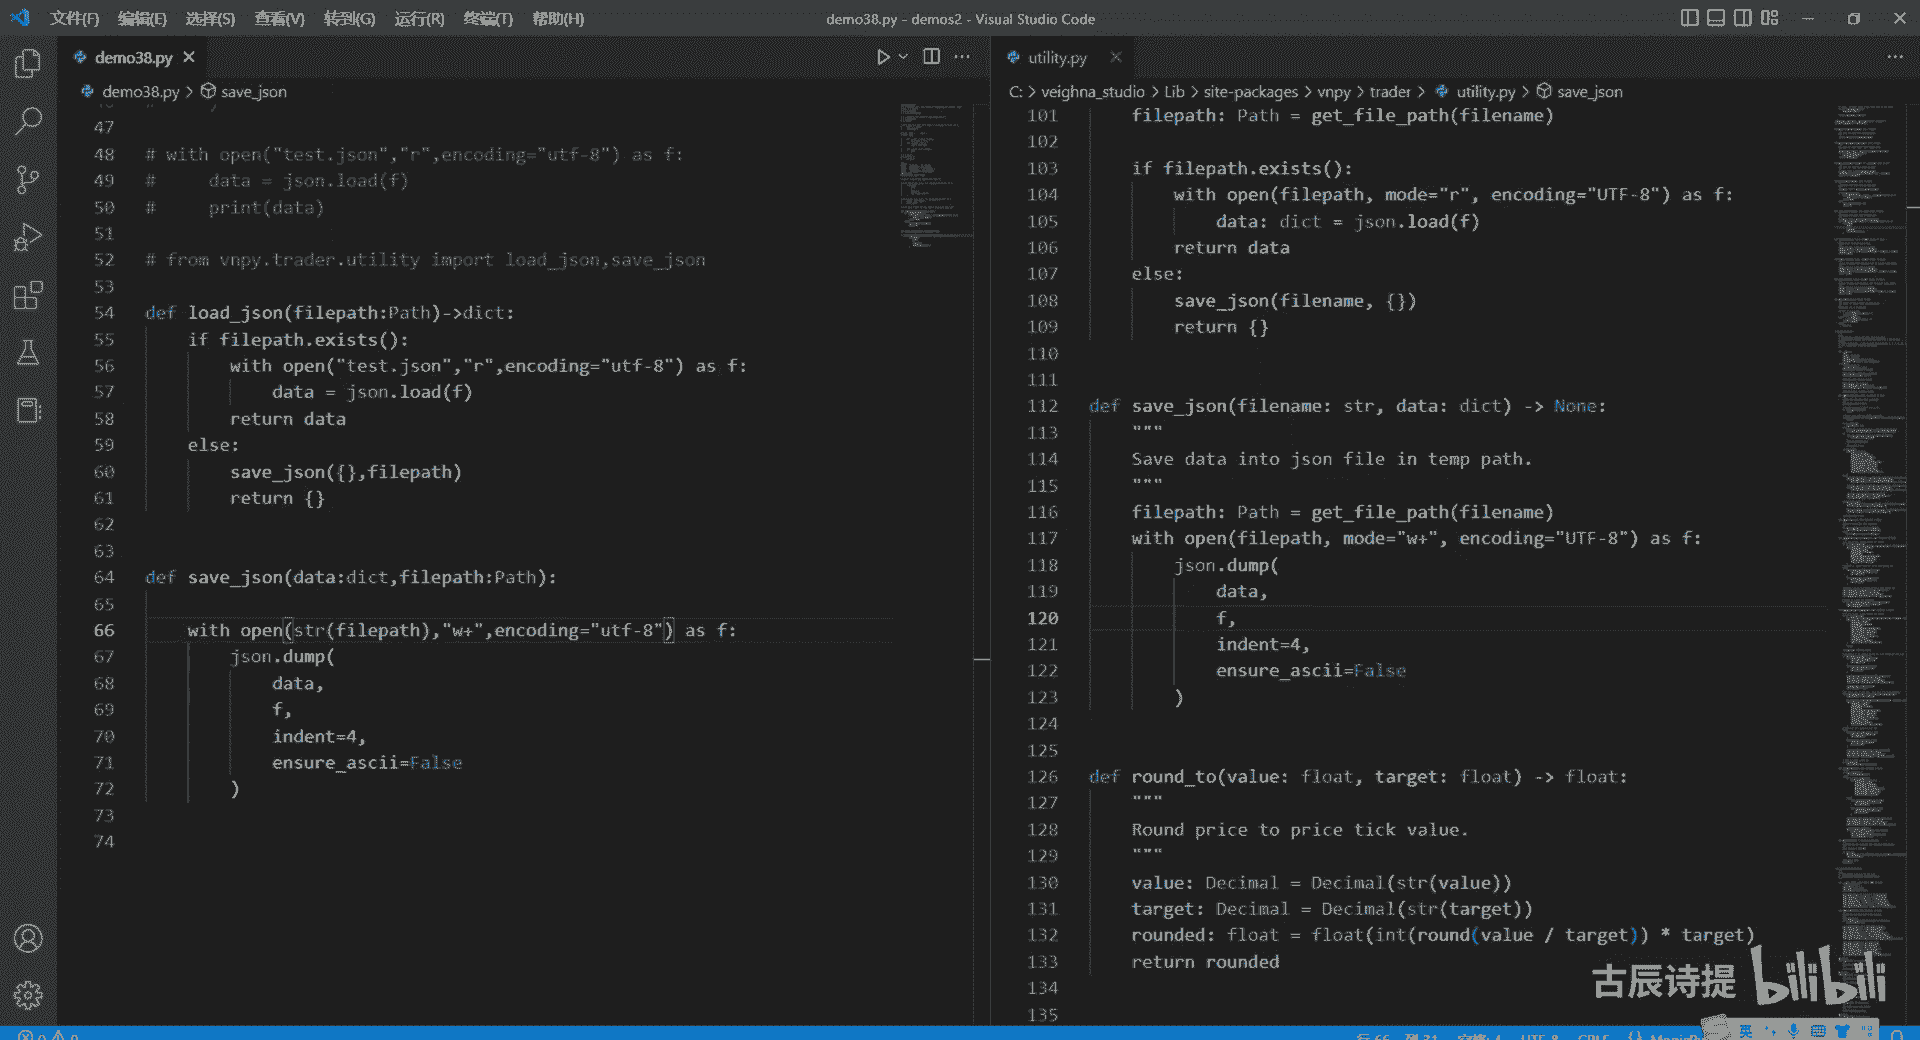 文件(F) 编辑(E) 选择(S) 查看(V) 转到(G) 运行(R) 终端(T) 帮助(H)
demo38.py - demos2 - Visual Studio Code
demo38.py
demo38.py > save_json
47
48 # with open("test.json","r",encoding="utf-8") as f:
49 #     data = json.load(f)
50 #     print(data)
51
52 # from vnpy.trader.utility import load_json,save_json
53
54 def load_json(filepath:Path)->dict:
55     if filepath.exists():
56         with open("test.json","r",encoding="utf-8") as f:
57             data = json.load(f)
58         return data
59     else:
60         save_json({},filepath)
61         return {}
62
63
64 def save_json(data:dict,filepath:Path):
65
66     with open(str(filepath),"w+",encoding="utf-8") as f:
67         json.dump(
68             data,
69             f,
70             indent=4,
71             ensure_ascii=False
72         )
73
74
utility.py
C: > veighna_studio > Lib > site-packages > vnpy > trader > utility.py > save_json
101     filepath: Path = get_file_path(filename)
102
103     if filepath.exists():
104         with open(filepath, mode="r", encoding="UTF-8") as f:
105             data: dict = json.load(f)
106         return data
107     else:
108         save_json(filename, {})
109         return {}
110
111
112 def save_json(filename: str, data: dict) -> None:
113     """
114     Save data into json file in temp path.
115     """
116     filepath: Path = get_file_path(filename)
117     with open(filepath, mode="w+", encoding="UTF-8") as f:
118         json.dump(
119             data,
120             f,
121             indent=4,
122             ensure_ascii=False
123         )
124
125
126 def round_to(value: float, target: float) -> float:
127     """
128     Round price to price tick value.
129     """
130     value: Decimal = Decimal(str(value))
131     target: Decimal = Decimal(str(target))
132     rounded: float = float(int(round(value / target)) * target)
133     return rounded
134
135
古辰诗提 bilibili
英